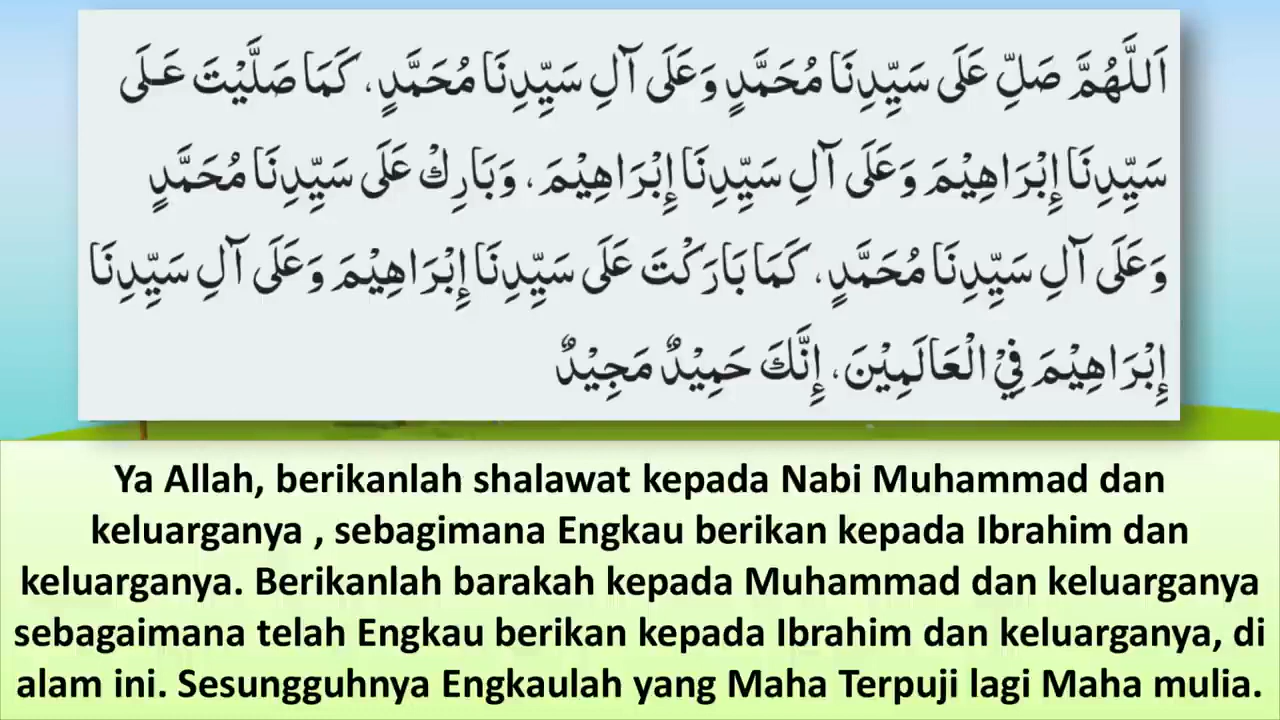 اَللَّهُمَّ صَلِّ عَلَى سَيِّدِنَا مُحَمَّدٍ وَعَلَى آلِ سَيِّدِنَا مُحَمَّدٍ، كَمَا صَلَّيْتَ عَلَى
سَيِّدِنَا إِبْرَاهِيْمَ وَعَلَى آلِ سَيِّدِنَا إِبْرَاهِيْمَ، وَبَارِكْ عَلَى سَيِّدِنَا مُحَمَّدٍ
وَعَلَى آلِ سَيِّدِنَا مُحَمَّدٍ، كَمَا بَارَكْتَ عَلَى سَيِّدِنَا إِبْرَاهِيْمَ وَعَلَى آلِ سَيِّدِنَا
إِبْرَاهِيْمَ فِيْ الْعَالَمِيْنَ، إِنَّكَ حَمِيْدٌ مَجِيْدٌ
Ya Allah, berikanlah shalawat kepada Nabi Muhammad dan
keluarganya , sebagimana Engkau berikan kepada Ibrahim dan
keluarganya. Berikanlah barakah kepada Muhammad dan keluarganya
sebagaimana telah Engkau berikan kepada Ibrahim dan keluarganya, di
alam ini. Sesungguhnya Engkaulah yang Maha Terpuji lagi Maha mulia.